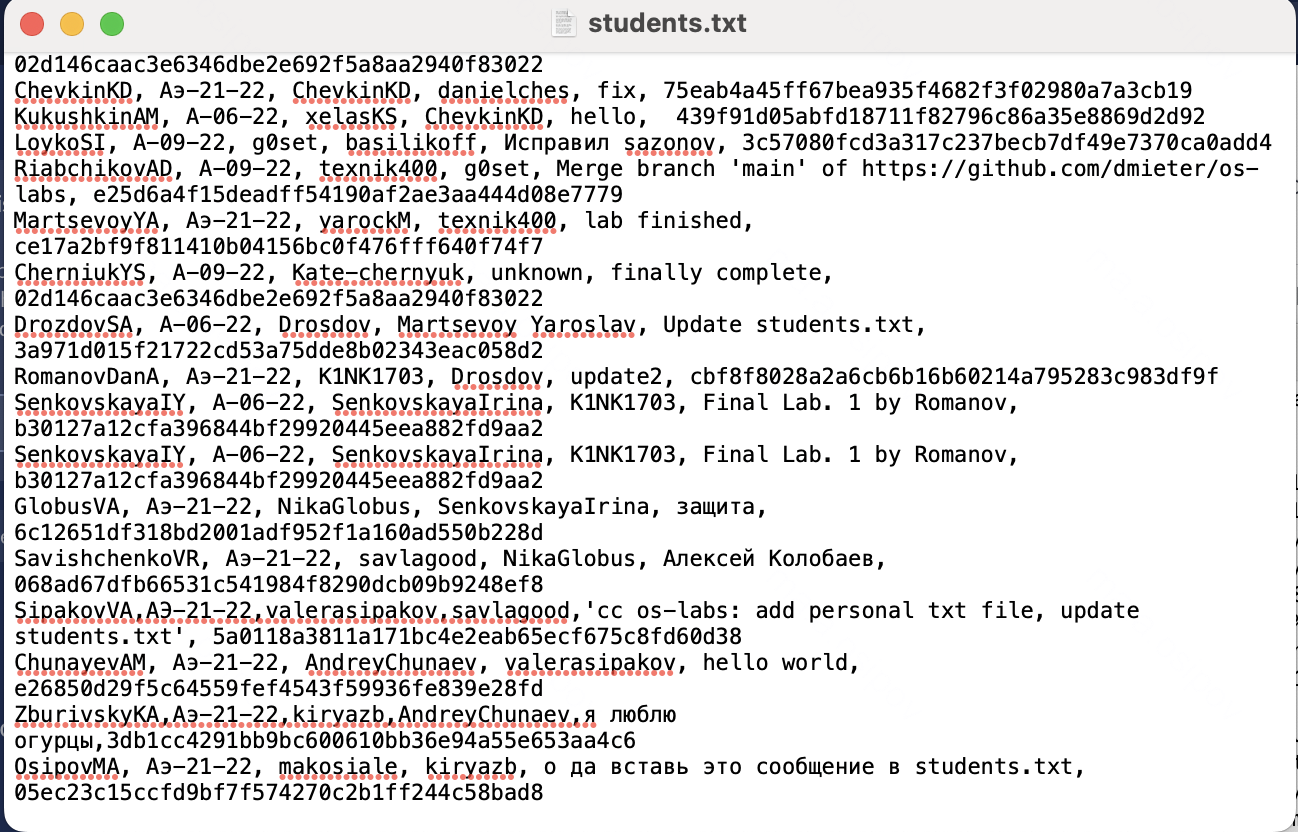 students.txt
02d146caac3e6346dbe2e692f5a8aa2940f83022
ChevkinKD, Аэ-21-22, ChevkinKD, danielches, fix, 75eab4a45ff67bea935f4682f3f02980a7a3cb19
KukushkinAM, A-06-22, xelasKS, ChevkinKD, hello,  439f91d05abfd18711f82796c86a35e8869d2d92
LoykoSI, A-09-22, g0set, basilikoff, Исправил sazonov, 3c57080fcd3a317c237becb7df49e7370ca0add4
RiabchikovAD, A-09-22, texnik400, g0set, Merge branch 'main' of https://github.com/dmieter/os-
labs, e25d6a4f15deadff54190af2ae3aa444d08e7779
MartsevoyYA, Аэ-21-22, yarockM, texnik400, lab finished,
ce17a2bf9f811410b04156bc0f476fff640f74f7
CherniukYS, A-09-22, Kate-chernyuk, unknown, finally complete,
02d146caac3e6346dbe2e692f5a8aa2940f83022
DrozdovSA, A-06-22, Drosdov, Martsevoy Yaroslav, Update students.txt,
3a971d015f21722cd53a75dde8b02343eac058d2
RomanovDanA, Аэ-21-22, K1NK1703, Drosdov, update2, cbf8f8028a2a6cb6b16b60214a795283c983df9f
SenkovskayaIY, A-06-22, SenkovskayaIrina, K1NK1703, Final Lab. 1 by Romanov,
b30127a12cfa396844bf29920445eea882fd9aa2
SenkovskayaIY, A-06-22, SenkovskayaIrina, K1NK1703, Final Lab. 1 by Romanov,
b30127a12cfa396844bf29920445eea882fd9aa2
GlobusVA, Аэ-21-22, NikaGlobus, SenkovskayaIrina, защита,
6c12651df318bd2001adf952f1a160ad550b228d
SavishchenkoVR, Аэ-21-22, savlagood, NikaGlobus, Алексей Колобаев,
068ad67dfb66531c541984f8290dcb09b9248ef8
SipakovVA,АЭ-21-22,valerasipakov,savlagood,'cc os-labs: add personal txt file, update
students.txt', 5a0118a3811a171bc4e2eab65ecf675c8fd60d38
ChunayevAM, Аэ-21-22, AndreyChunaev, valerasipakov, hello world,
e26850d29f5c64559fef4543f59936fe839e28fd
ZburivskyKA,Аэ-21-22,kiryazb,AndreyChunaev,я люблю
огурцы,3db1cc4291bb9bc600610bb36e94a55e653aa4c6
OsipovMA, Аэ-21-22, makosiale, kiryazb, о да вставь это сообщение в students.txt,
05ec23c15ccfd9bf7f574270c2b1ff244c58bad8